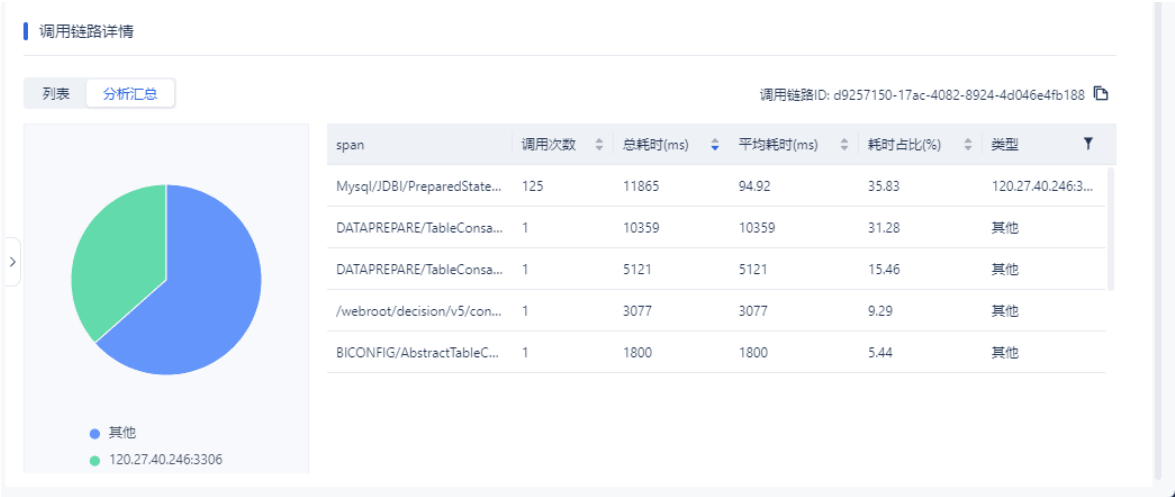 调用链路详情
列表 分析汇总 调用链路ID: d9257150-17ac-4082-8924-4d046e4fb188
span 调用次数 总耗时(ms) 平均耗时(ms) 耗时占比(%) 类型
Mysql/JDBI/PreparedState... 125 11865 94.92 35.83 120.27.40.246:3...
DATAPREPARE/TableConsa... 1 10359 10359 31.28 其他
DATAPREPARE/TableConsa... 1 5121 5121 15.46 其他
/webroot/decision/v5/con... 1 3077 3077 9.29 其他
BICONFIG/AbstractTableC... 1 1800 1800 5.44 其他
其他
120.27.40.246:3306